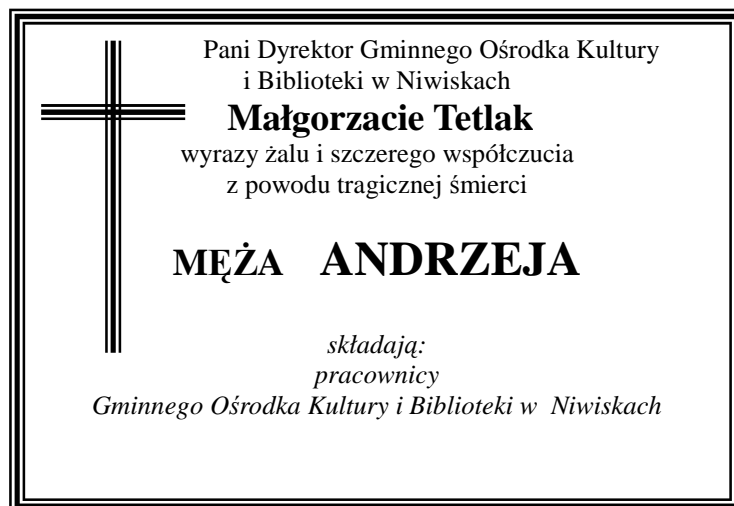 Pani Dyrektor Gminnego Ośrodka Kultury
i Biblioteki w Niwiskach
Małgorzacie Tetlak
wyrazy żalu i szczerego współczucia
z powodu tragicznej śmierci
MĘŻA ANDRZEJA
składają:
pracownicy
Gminnego Ośrodka Kultury i Biblioteki w Niwiskach